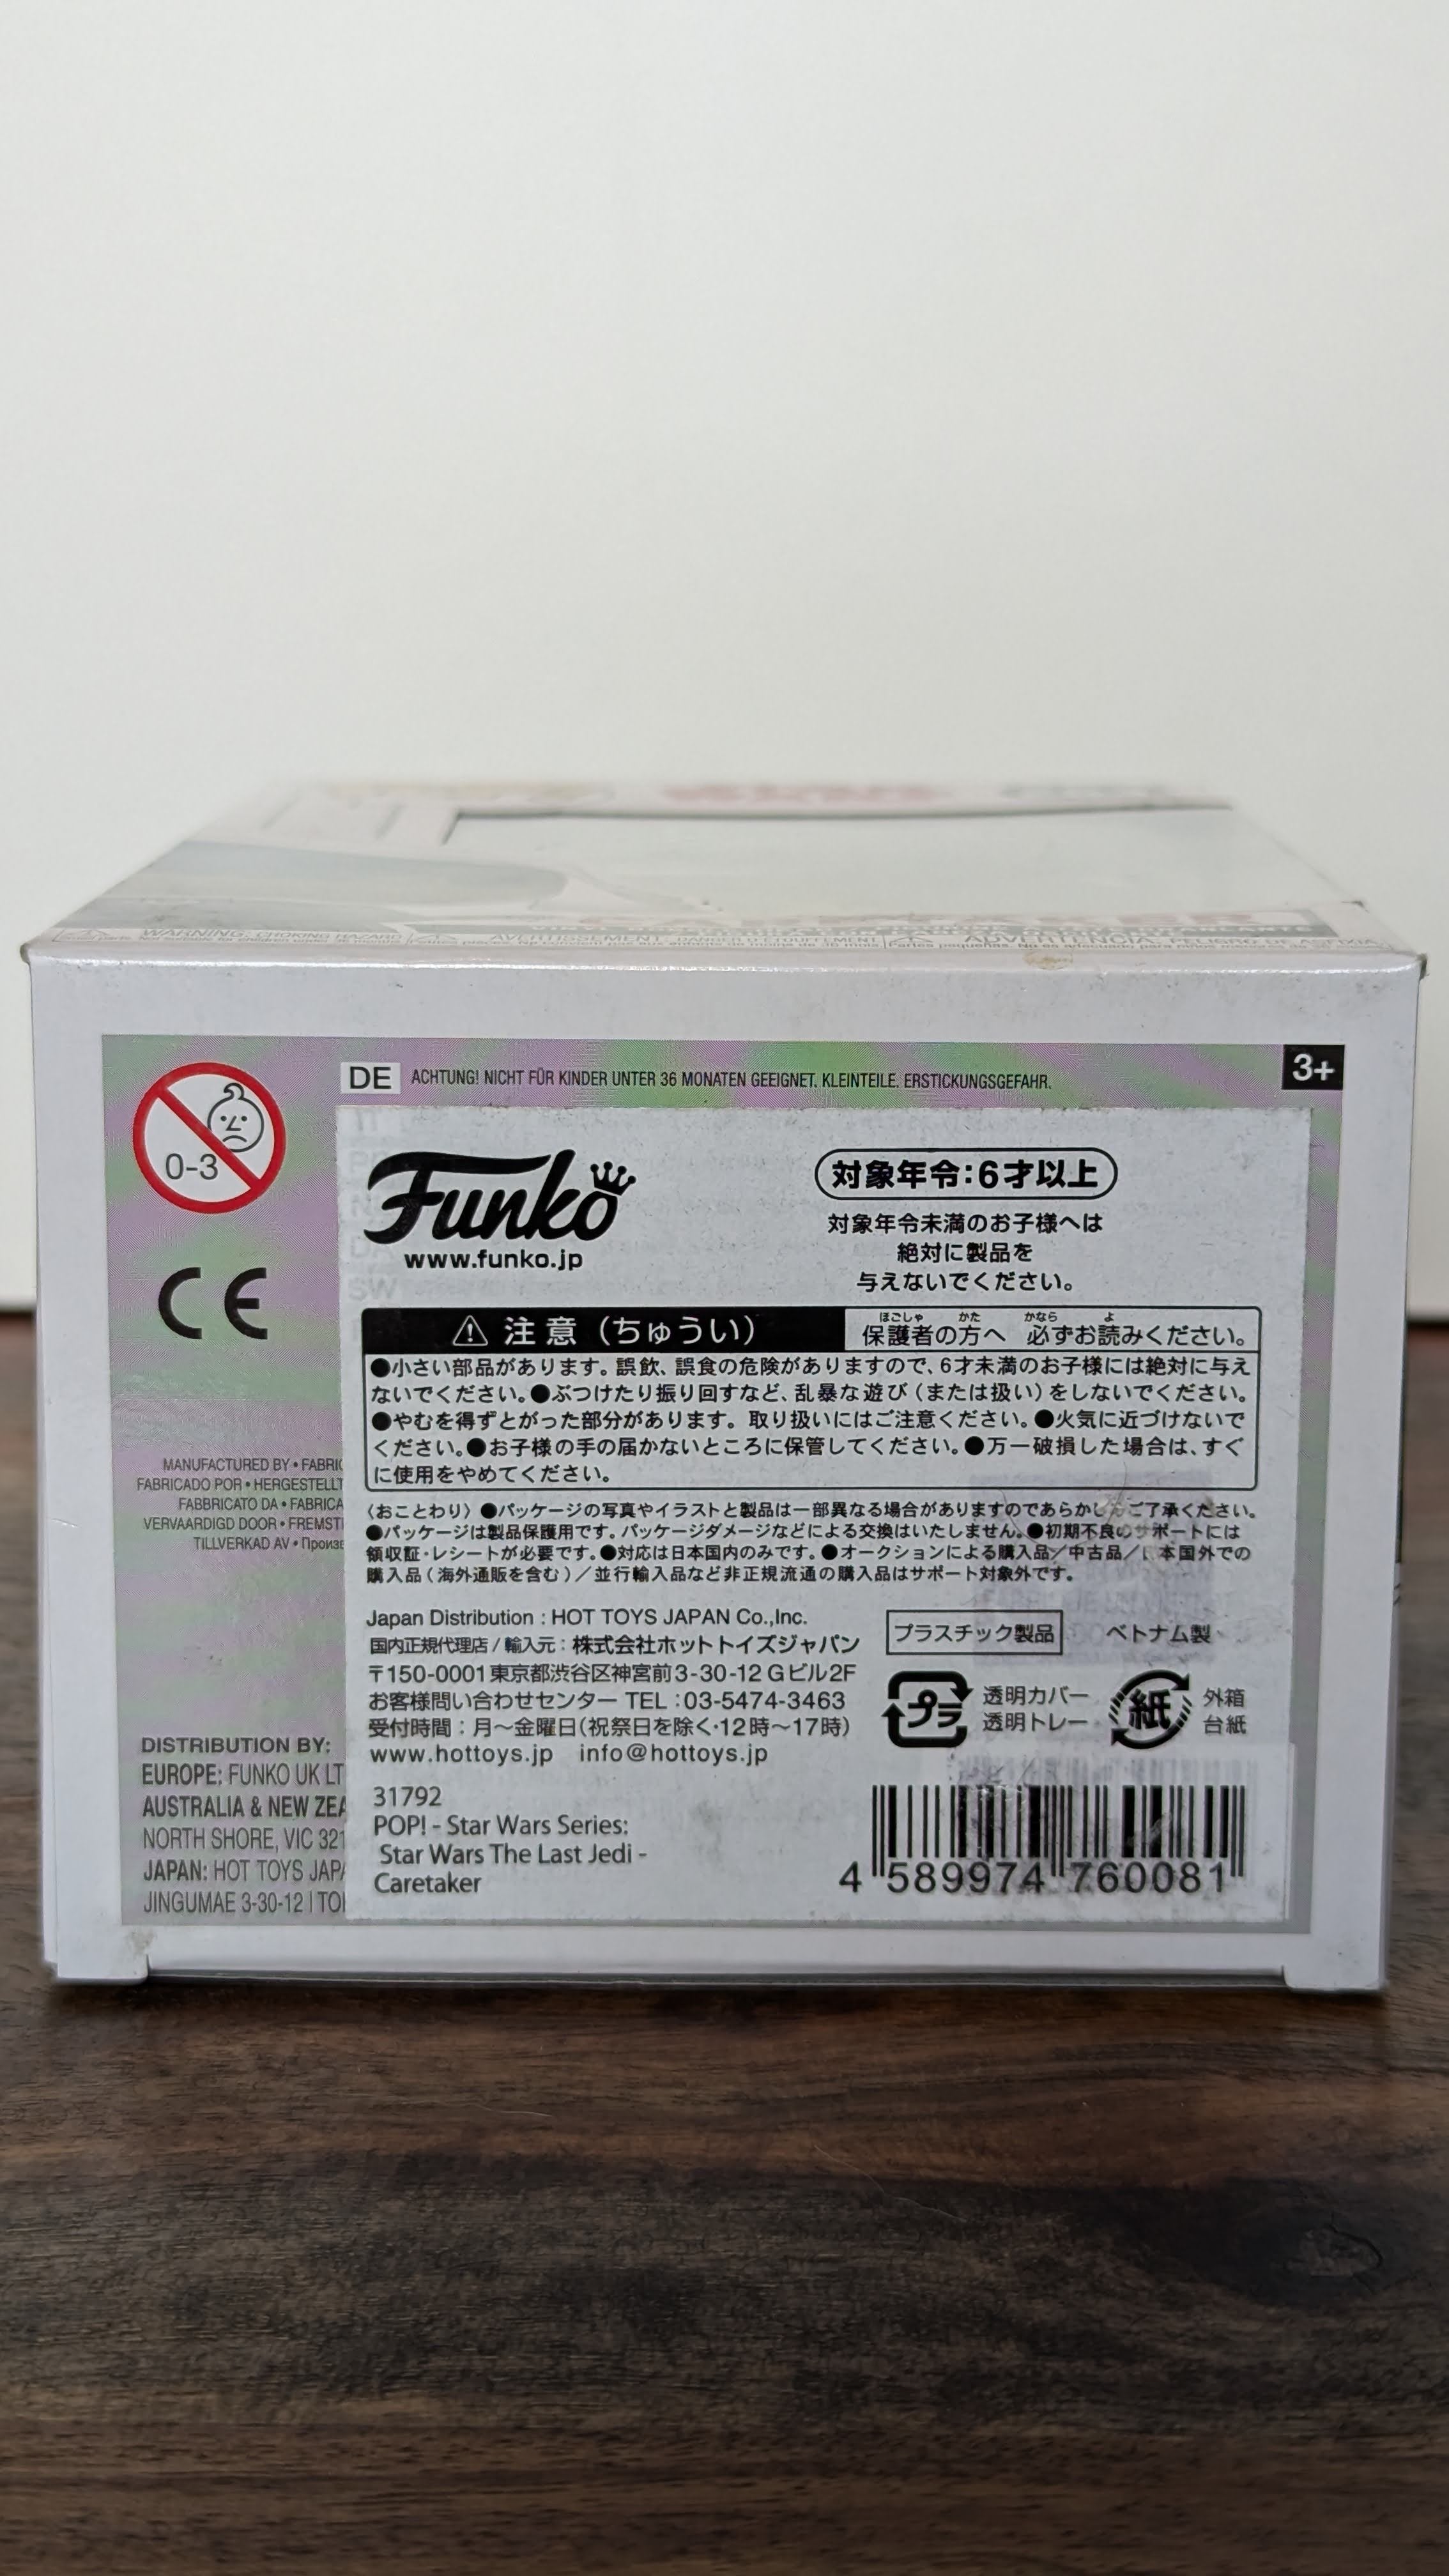 WARNING: CHOKING HAZARD
AVERTISSEMENT: DANGER D'ÉTOUFFEMENT
ADVERTENCIA: PELIGRO DE ASFIXIA
DE ACHTUNG! NICHT FÜR KINDER UNTER 36 MONATEN GEEIGNET. KLEINTEILE. ERSTICKUNGSGEFAHR.
3+
0-3
CE
Funko
www.funko.jp
対象年令:6才以上
対象年令未満のお子様へは
絶対に製品を
与えないでください。
注意（ちゅうい）
保護者の方へ 必ずお読みください。
●小さい部品があります。誤飲、誤食の危険がありますので、6才未満のお子様には絶対に与え
ないでください。●ぶつけたり振り回すなど、乱暴な遊び（または扱い）をしないでください。
●やむを得ずとがった部分があります。取り扱いにはご注意ください。●火気に近づけないで
ください。●お子様の手の届かないところに保管してください。●万一破損した場合は、すぐ
に使用をやめてください。
〈おことわり〉●パッケージの写真やイラストと製品は一部異なる場合がありますのであらかじめご了承ください。
●パッケージは製品保護用です。パッケージダメージなどによる交換はいたしません。●初期不良のサポートには
領収証・レシートが必要です。●対応は日本国内のみです。●オークションによる購入品／中古品／日本国外での
購入品（海外通販を含む）／並行輸入品など非正規流通の購入品はサポート対象外です。
Japan Distribution : HOT TOYS JAPAN Co.,Inc.
国内正規代理店 / 輸入元 : 株式会社ホットトイズジャパン
〒150-0001 東京都渋谷区神宮前3-30-12 Gビル2F
お客様問い合わせセンター TEL :03-5474-3463
受付時間 : 月〜金曜日（祝祭日を除く・12時〜17時）
www.hottoys.jp info@hottoys.jp
プラスチック製品
ベトナム製
プラ
透明カバー
透明トレー
紙
外箱
台紙
31792
POP! - Star Wars Series:
Star Wars The Last Jedi -
Caretaker
4 589974 760081
MANUFACTURED BY • FABRIC
FABRICADO POR • HERGESTELLT
FABBRICATO DA • FABRICA
VERVAARDIGD DOOR • FREMSTI
TILLVERKAD AV • Произв
DISTRIBUTION BY:
EUROPE: FUNKO UK LT
AUSTRALIA & NEW ZEA
NORTH SHORE, VIC 321
JAPAN: HOT TOYS JAPA
JINGUMAE 3-30-12 | TO